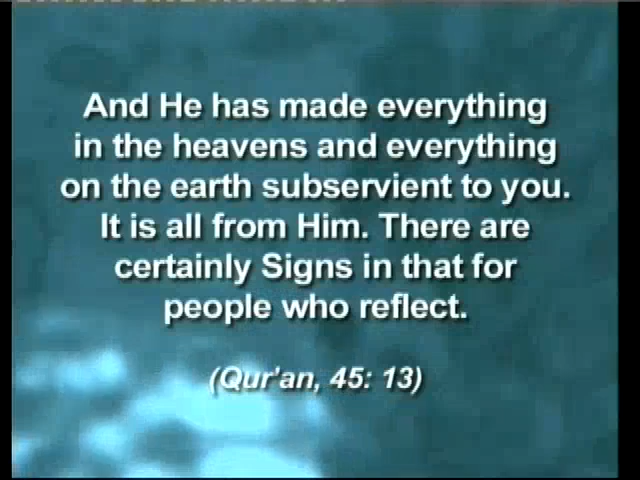 And He has made everything
in the heavens and everything
on the earth subservient to you.
It is all from Him. There are
certainly Signs in that for
people who reflect.
(Qur'an, 45: 13)